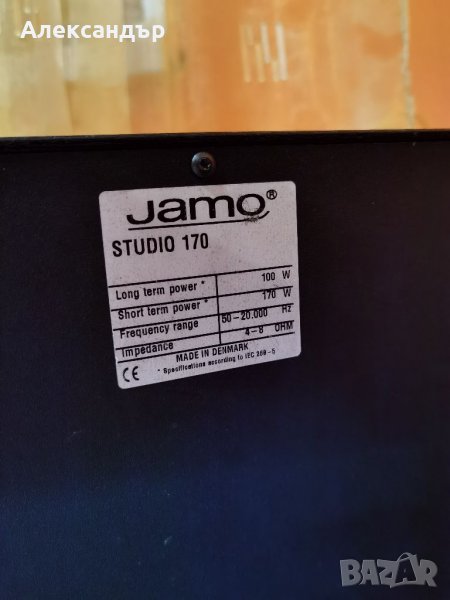 Александър
Jamo®
STUDIO 170
Long term power * 100 W
Short term power * 170 W
Frequency range 50-20.000 Hz
Impedance 4-8 OHM
MADE IN DENMARK
CE * Specifications according to IEC 268-5
BAZAR